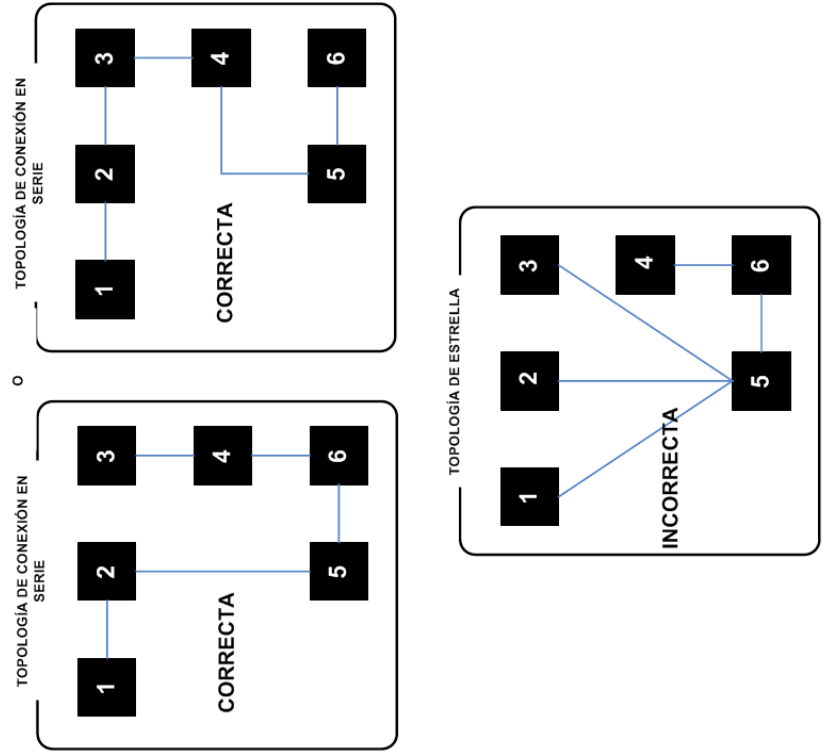 TOPOLOGÍA DE CONEXIÓN EN
SERIE
1 2 3
CORRECTA 4
5 6
O
TOPOLOGÍA DE CONEXIÓN EN
SERIE
1 2 3
CORRECTA 4
5 6
TOPOLOGÍA DE ESTRELLA
1 2 3
INCORRECTA 4
5 6